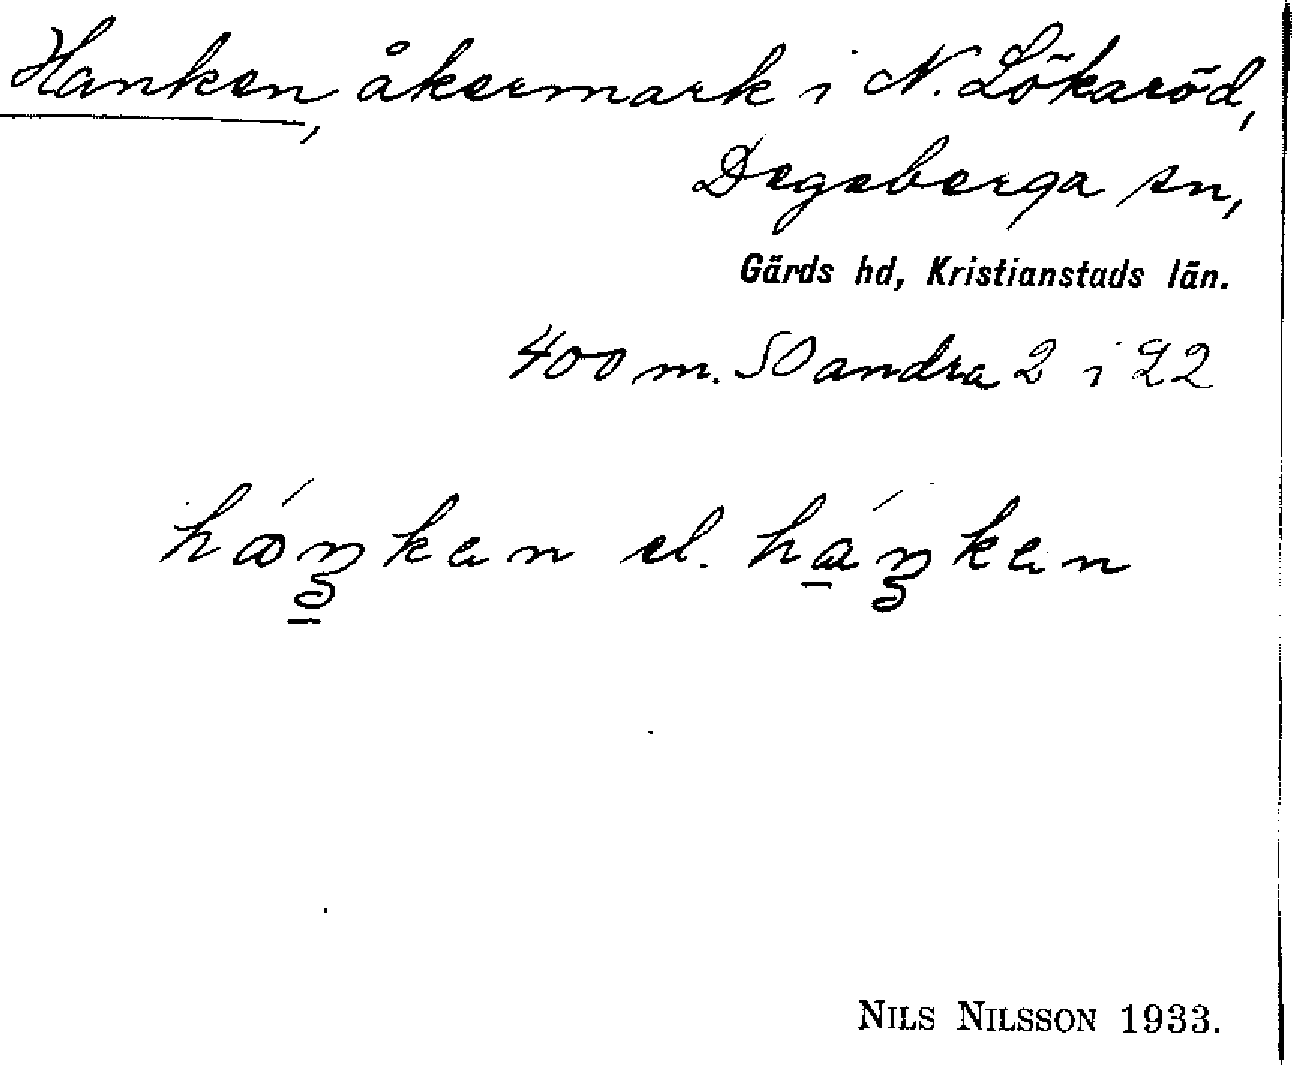 Hanken, åkermark i N. Lökaröd,
Degeberga sn,
Gärds hd, Kristianstads län.
400 m. SO andra 2 i 22
háŋken el. háŋken
NILS NILSSON 1933.